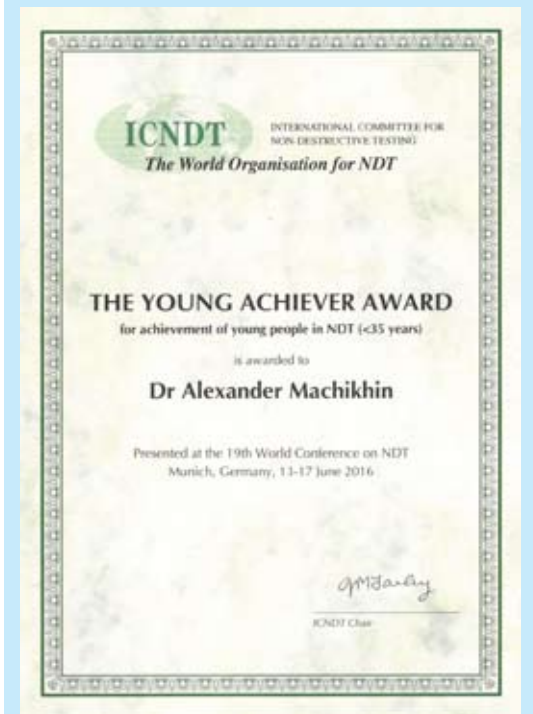 ICNDT
INTERNATIONAL COMMITTEE FOR
NON-DESTRUCTIVE TESTING
The World Organisation for NDT
THE YOUNG ACHIEVER AWARD
for achievement of young people in NDT (<35 years)
is awarded to
Dr Alexander Machikhin
Presented at the 19th World Conference on NDT
Munich, Germany, 13-17 June 2016
ICNDT Chair